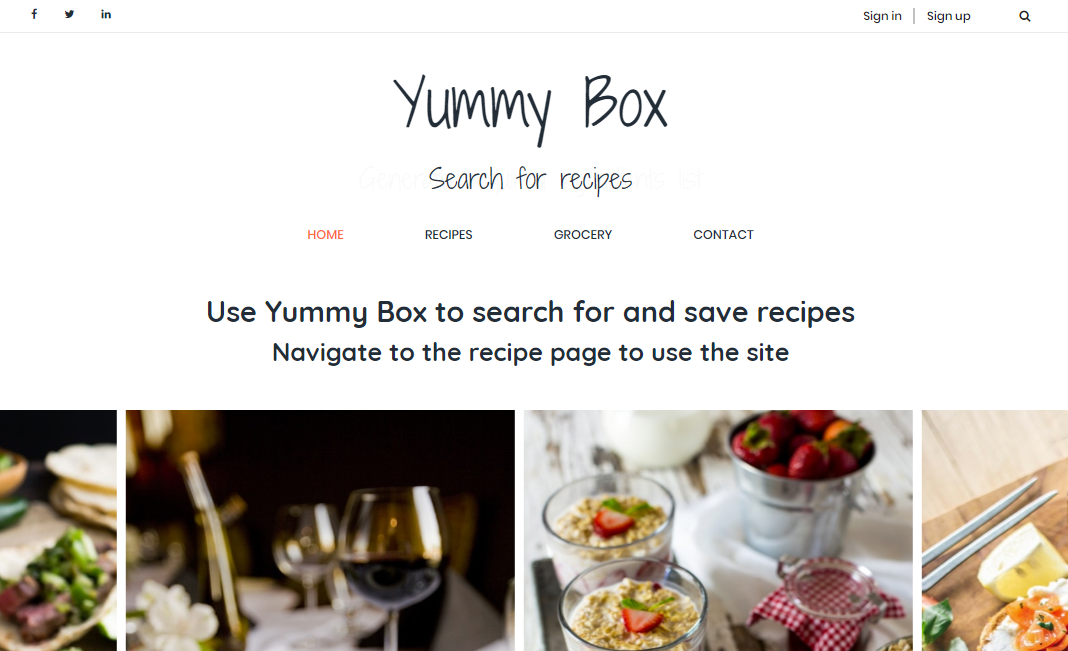 Sign in
Sign up
Yummy Box
Search for recipes
HOME
RECIPES
GROCERY
CONTACT
Use Yummy Box to search for and save recipes
Navigate to the recipe page to use the site